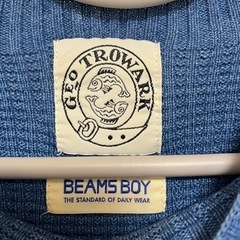 GEO TROWARK
BEAMS BOY
THE STANDARD OF DAILY WEAR